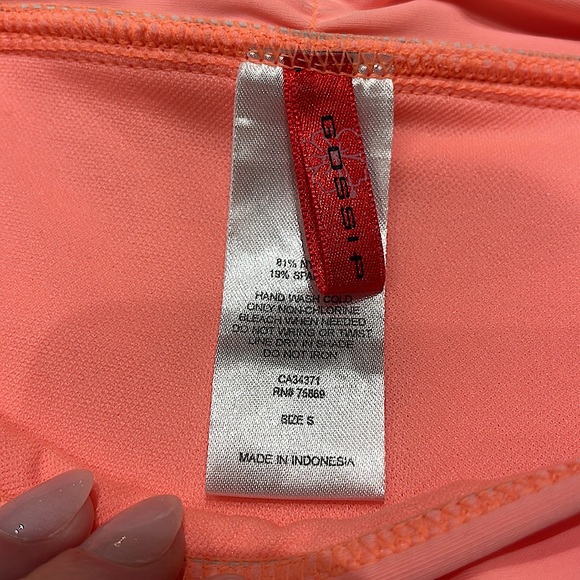 GOSSIP
81%
19%
HAND WASH COLD
ONLY NON-CHLORINE
BLEACH WHEN NEEDED
DO NOT WRING OR TWIST
LINE DRY IN SHADE
DO NOT IRON
CA34371
RN# 75869
SIZE S
MADE IN INDONESIA